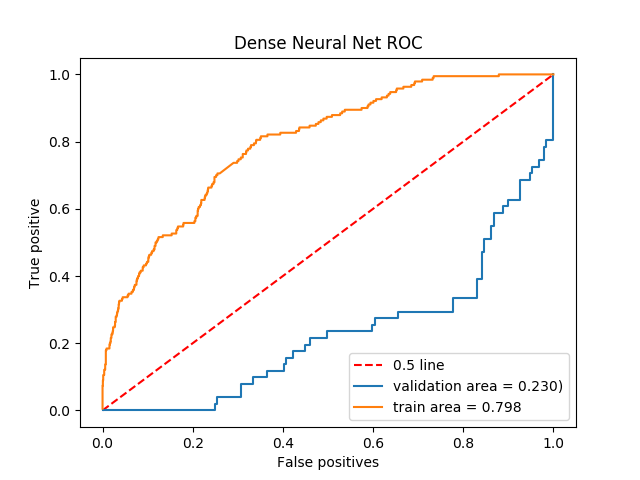 Dense Neural Net ROC
1.0
0.8
0.6
0.4
0.2
0.0
True positive
0.0 0.2 0.4 0.6 0.8 1.0
False positives
0.5 line
validation area = 0.230)
train area = 0.798